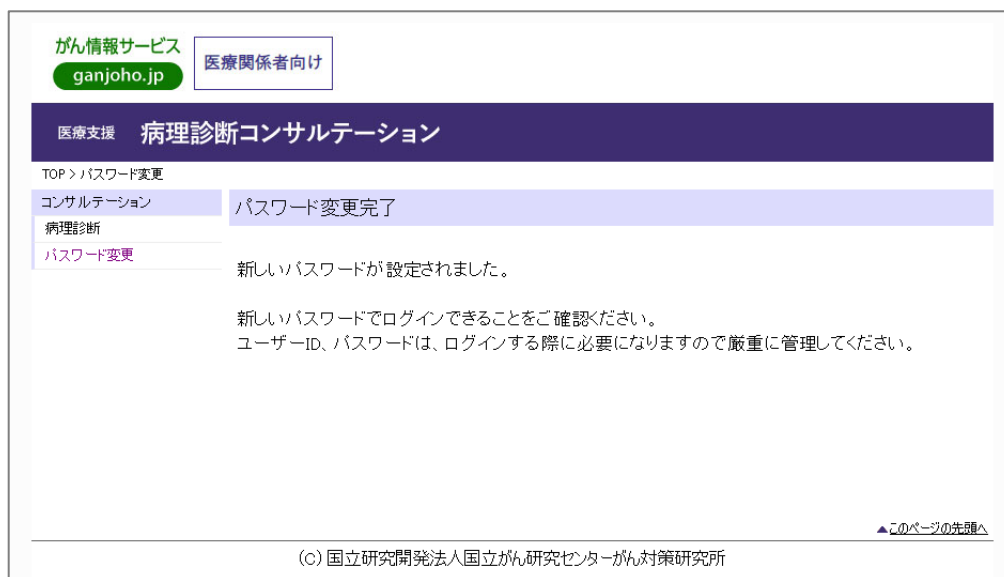 がん情報サービス
ganjoho.jp
医療関係者向け
医療支援 病理診断コンサルテーション
TOP > パスワード変更
コンサルテーション
病理診断
パスワード変更
パスワード変更完了
新しいパスワードが設定されました。
新しいパスワードでログインできることをご確認ください。
ユーザーID、パスワードは、ログインする際に必要になりますので厳重に管理してください。
▲このページの先頭へ
(C) 国立研究開発法人国立がん研究センターがん対策研究所